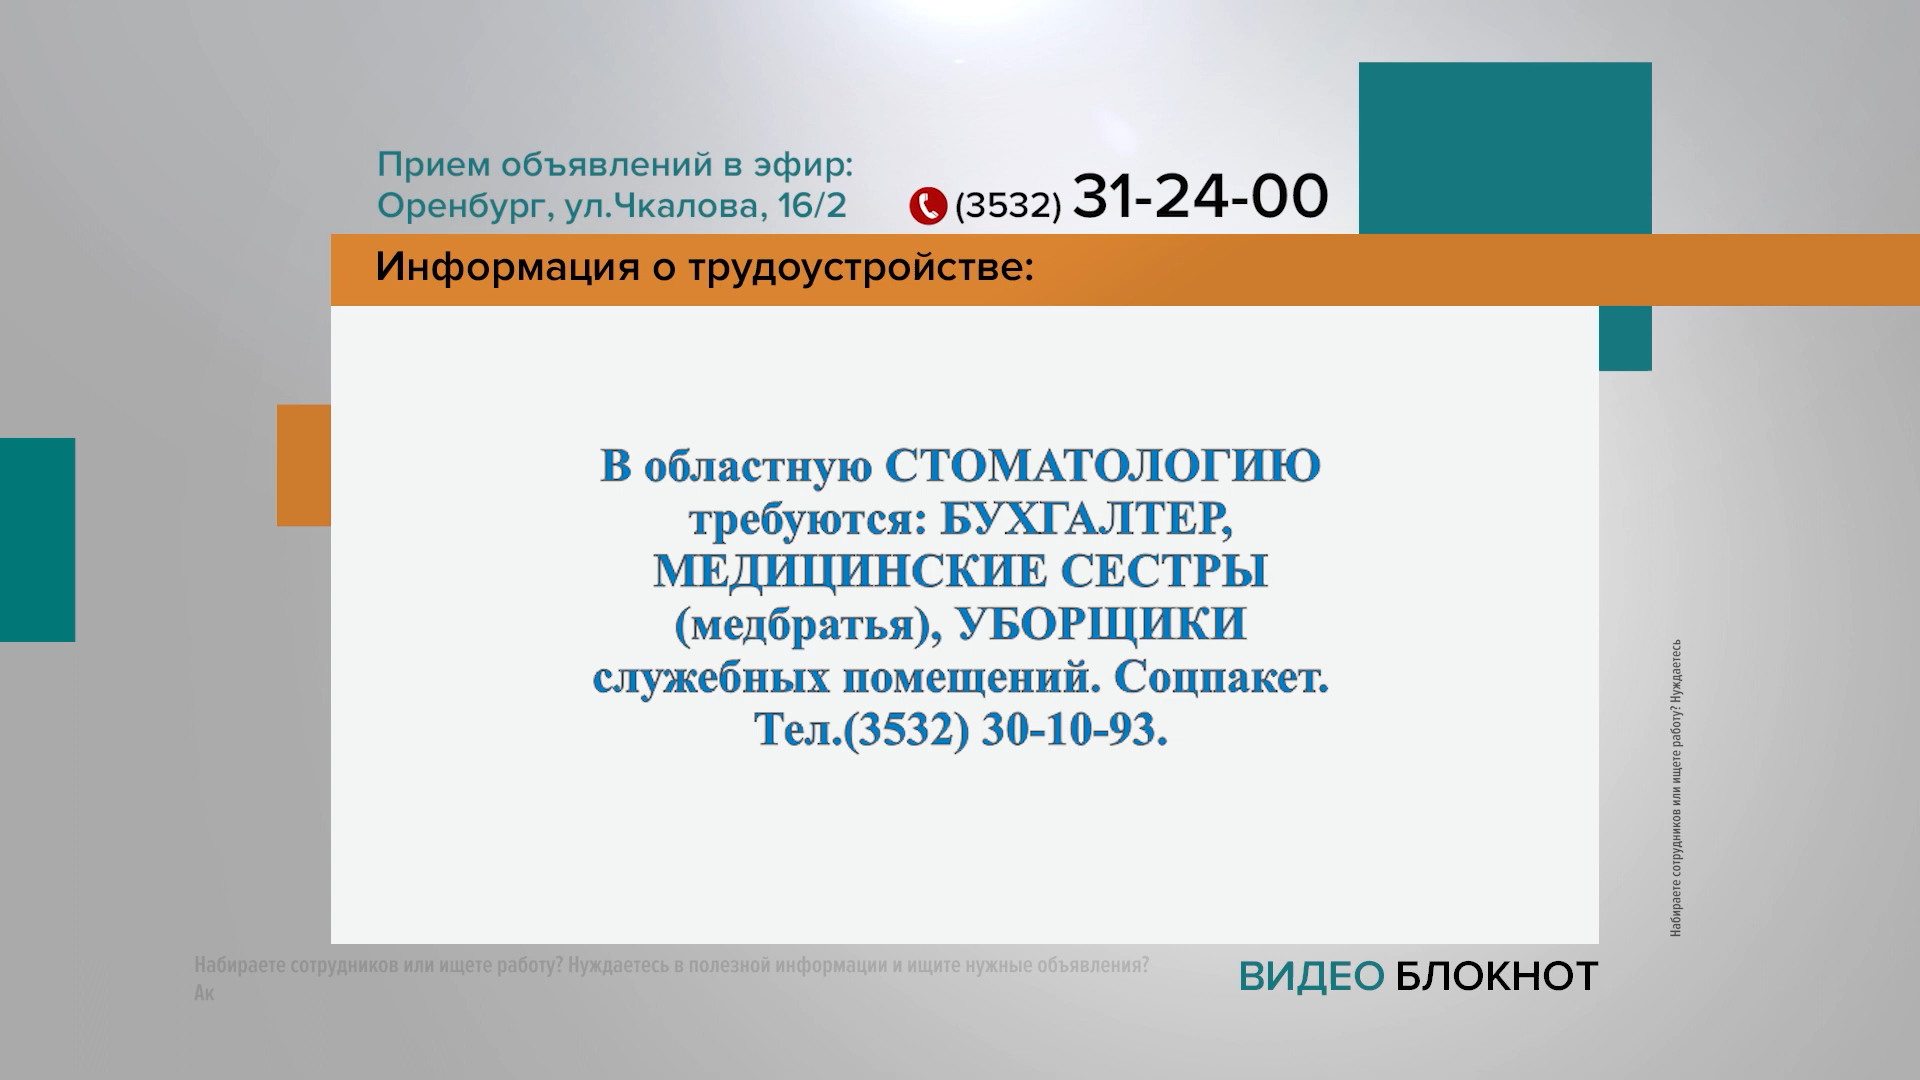 Прием объявлений в эфир:
Оренбург, ул.Чкалова, 16/2
(3532) 31-24-00
Информация о трудоустройстве:
В областную СТОМАТОЛОГИЮ
требуются: БУХГАЛТЕР,
МЕДИЦИНСКИЕ СЕСТРЫ
(медбратья), УБОРЩИКИ
служебных помещений. Соцпакет.
Тел.(3532) 30-10-93.
Набираете сотрудников или ищете работу? Нуждаетесь
Набираете сотрудников или ищете работу? Нуждаетесь в полезной информации и ищите нужные объявления?
Ак
ВИДЕО БЛОКНОТ